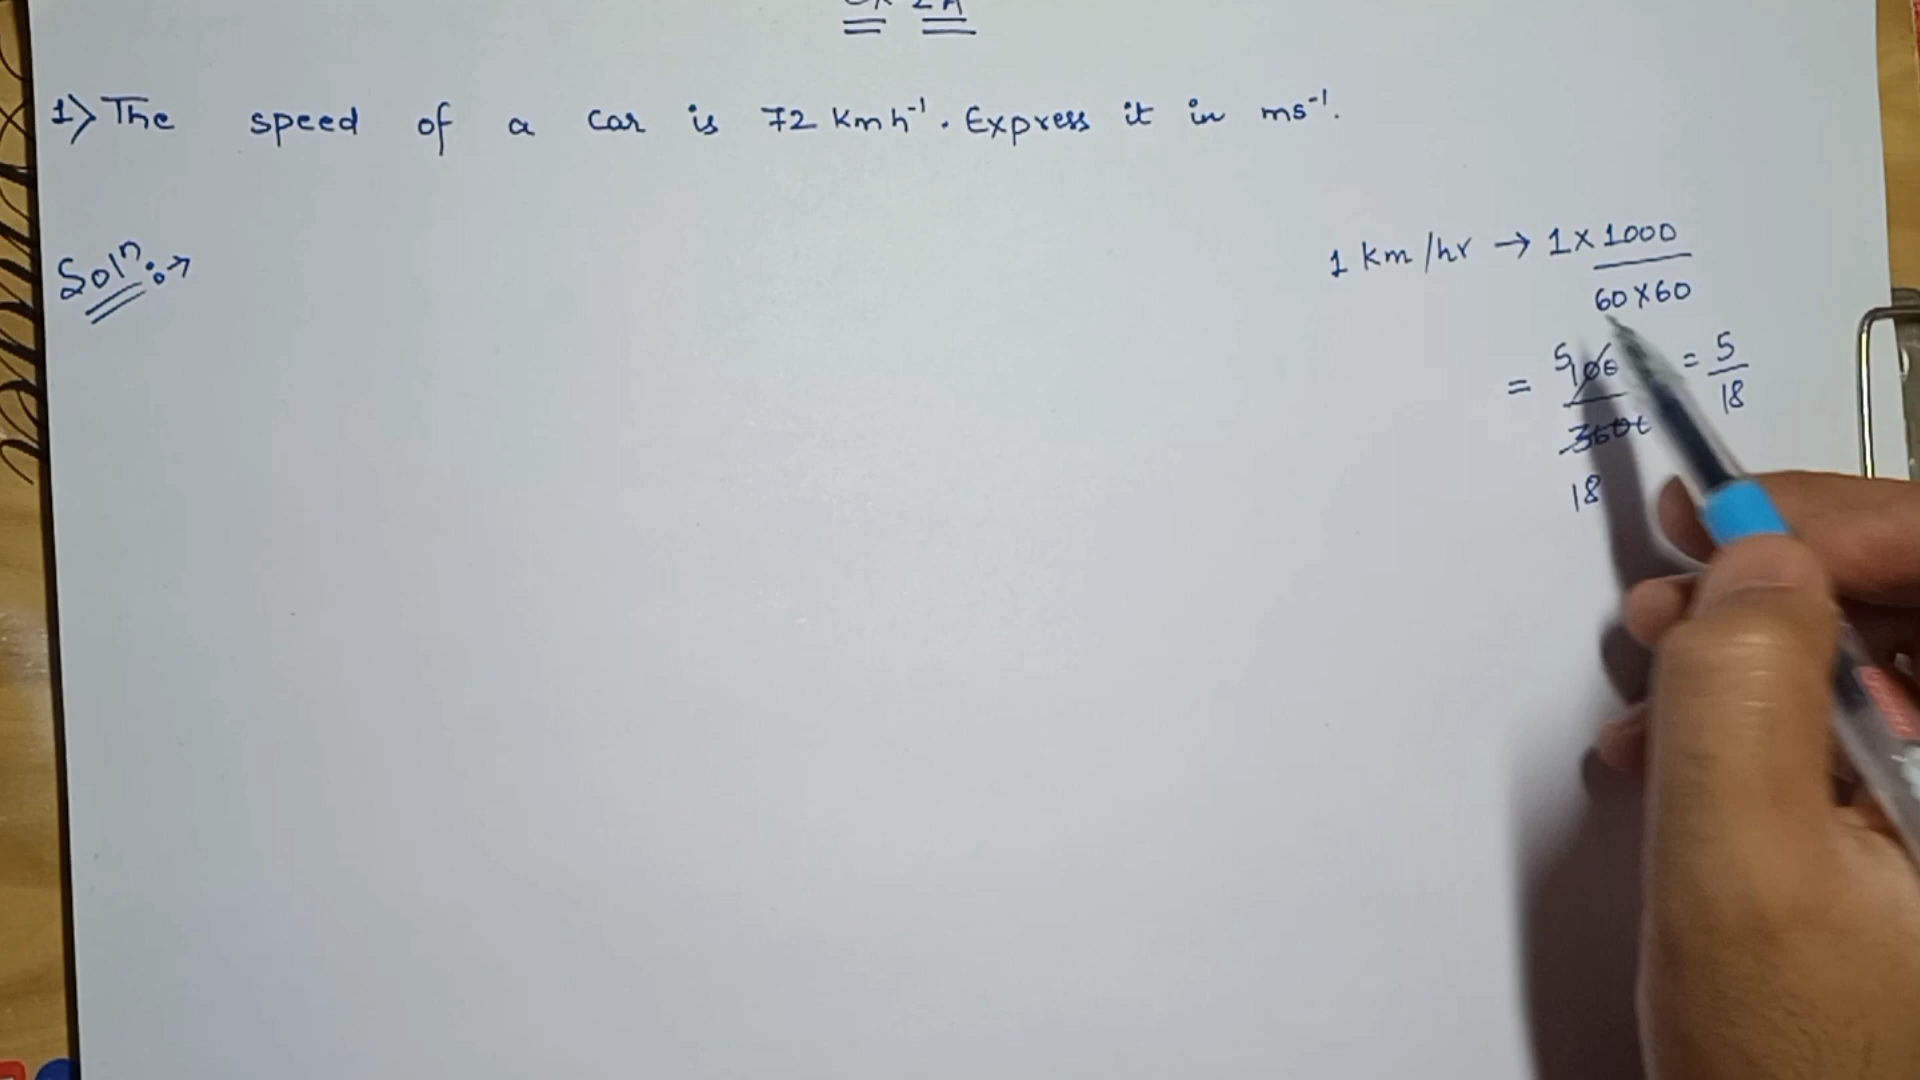 1) The speed of a car is 72 Kmh⁻¹. Express it in ms⁻¹.
Solⁿ:→
1 Km/hr → 1 X 1000
60 X 60
= 5
= 5
18
18